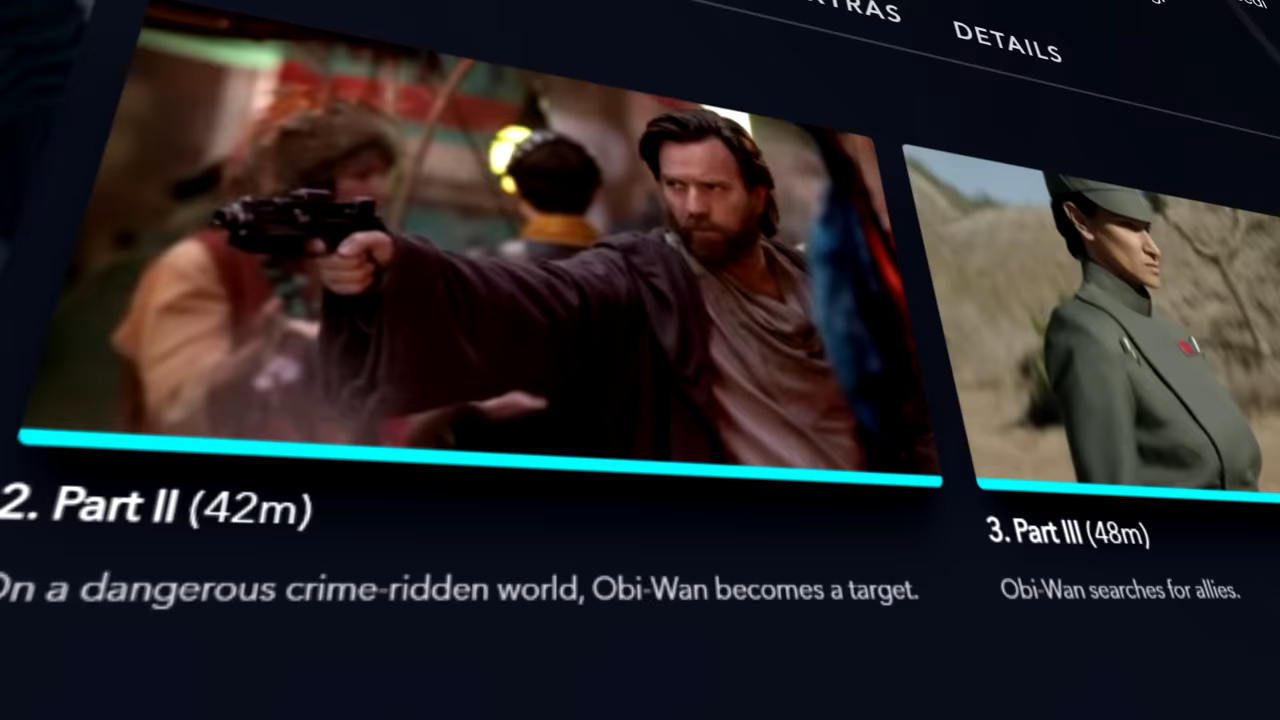 DETAILS
2. Part II (42m)
On a dangerous crime-ridden world, Obi-Wan becomes a target.
3. Part III (48m)
Obi-Wan searches for allies.